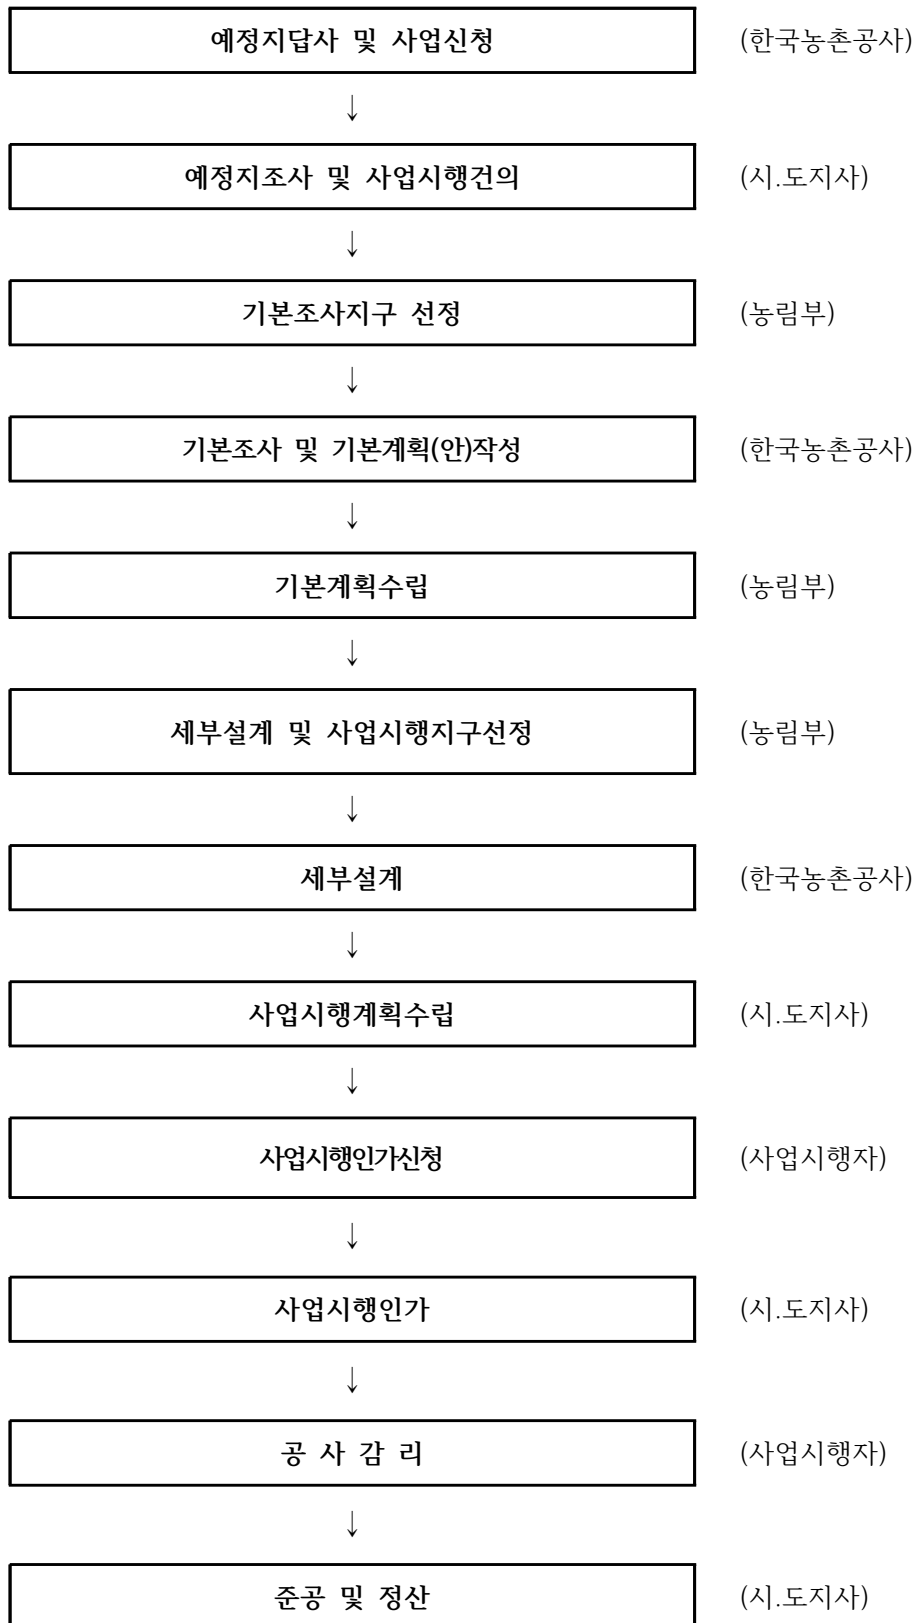 예정지답사 및 사업신청 (한국농촌공사)
↓
예정지조사 및 사업시행건의 (시.도지사)
↓
기본조사지구 선정 (농림부)
↓
기본조사 및 기본계획(안)작성 (한국농촌공사)
↓
기본계획수립 (농림부)
↓
세부설계 및 사업시행지구선정 (농림부)
↓
세부설계 (한국농촌공사)
↓
사업시행계획수립 (시.도지사)
↓
사업시행인가신청 (사업시행자)
↓
사업시행인가 (시.도지사)
↓
공 사 감 리 (사업시행자)
↓
준공 및 정산 (시.도지사)